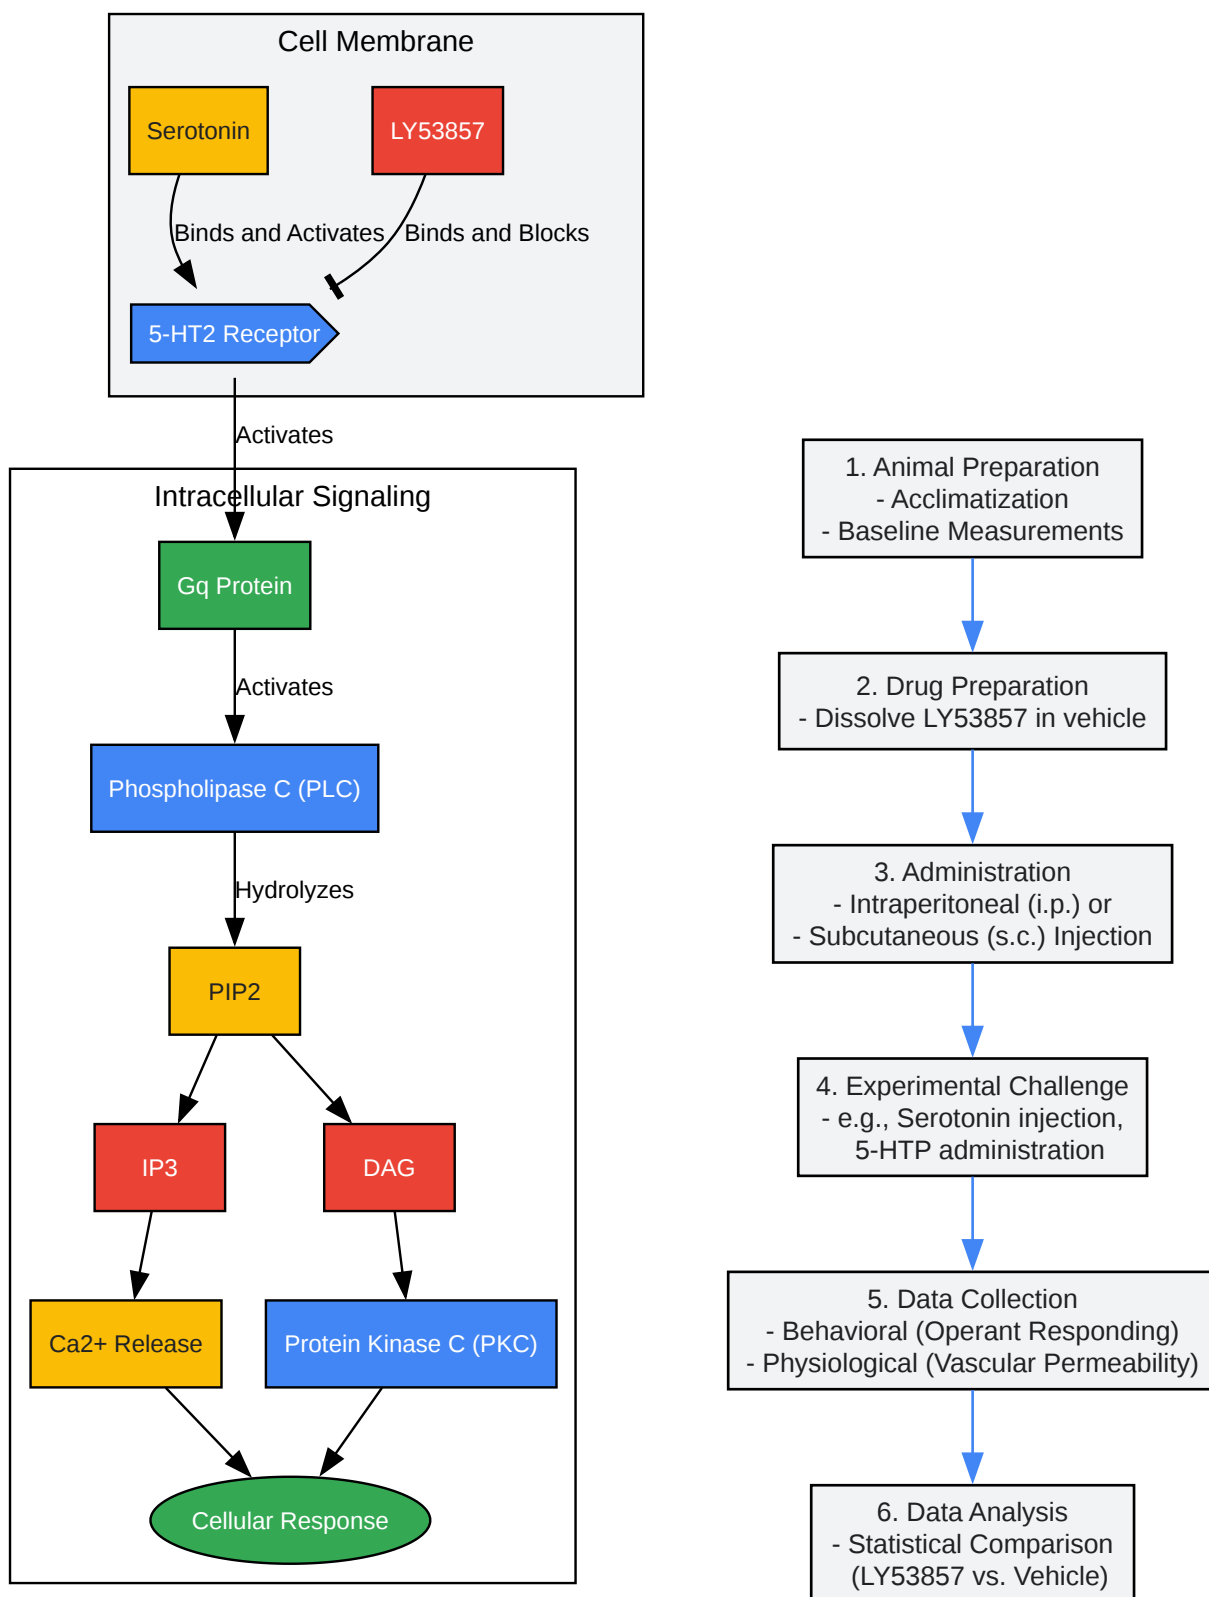 Cell Membrane
Serotonin
LY53857
Binds and Activates
Binds and Blocks
5-HT2 Receptor
Activates
Intracellular Signaling
Gq Protein
Activates
Phospholipase C (PLC)
Hydrolyzes
PIP2
IP3
DAG
Ca2+ Release
Protein Kinase C (PKC)
Cellular Response
1. Animal Preparation
- Acclimatization
- Baseline Measurements
2. Drug Preparation
- Dissolve LY53857 in vehicle
3. Administration
- Intraperitoneal (i.p.) or
- Subcutaneous (s.c.) Injection
4. Experimental Challenge
- e.g., Serotonin injection,
5-HTP administration
5. Data Collection
- Behavioral (Operant Responding)
- Physiological (Vascular Permeability)
6. Data Analysis
- Statistical Comparison
(LY53857 vs. Vehicle)